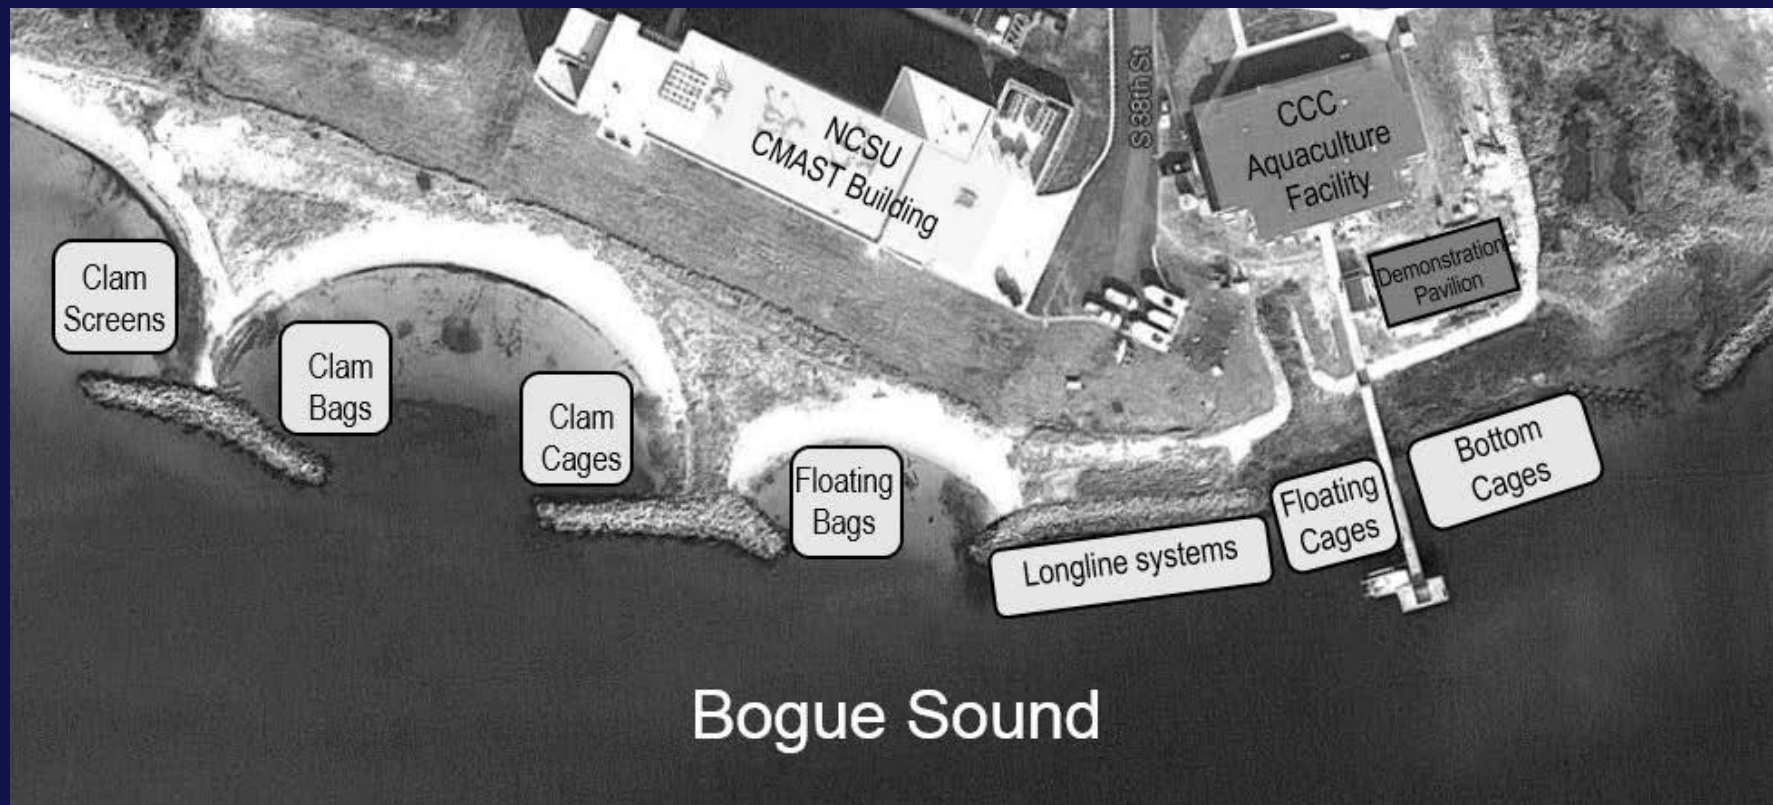 NCSU
CMAST Building
S 38th St
CCC
Aquaculture
Facility
Demonstration
Pavilion
Clam
Screens
Clam
Bags
Clam
Cages
Floating
Bags
Longline systems
Floating
Cages
Bottom
Cages
Bogue Sound